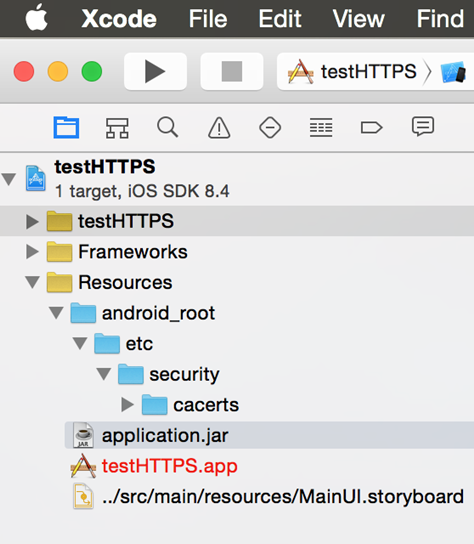 Xcode File Edit View Find
testHTTPS
testHTTPS
1 target, iOS SDK 8.4
testHTTPS
Frameworks
Resources
android_root
etc
security
cacerts
JAR
application.jar
testHTTPS.app
../src/main/resources/MainUI.storyboard